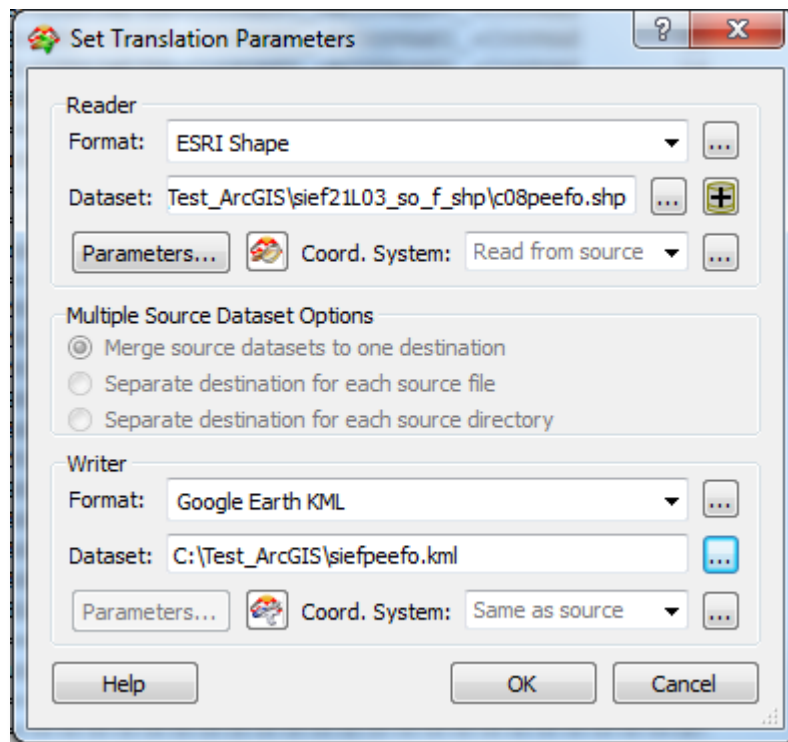 Set Translation Parameters
Reader
Format: ESRI Shape ...
Dataset: Test_ArcGIS\sief21L03_so_f_shp\c08peefo.shp ...
Parameters... Coord. System: Read from source ...
Multiple Source Dataset Options
Merge source datasets to one destination
Separate destination for each source file
Separate destination for each source directory
Writer
Format: Google Earth KML ...
Dataset: C:\Test_ArcGIS\siefpeefo.kml ...
Parameters... Coord. System: Same as source ...
Help OK Cancel